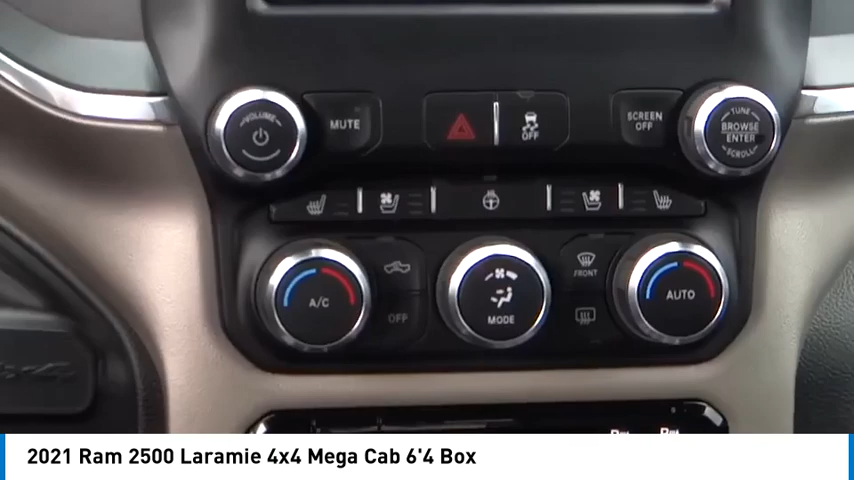 VOLUME
MUTE
OFF
SCREEN
OFF
TUNE
BROWSE
ENTER
SCROLL
A/C
OFF
MODE
FRONT
AUTO
2021 Ram 2500 Laramie 4x4 Mega Cab 6'4 Box